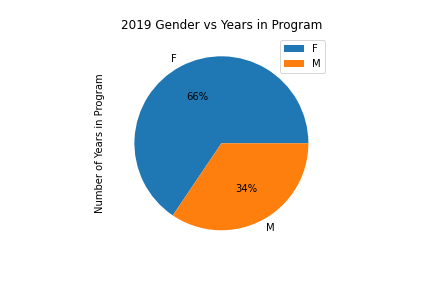 2019 Gender vs Years in Program
F
M
F
66%
Number of Years in Program
34%
M